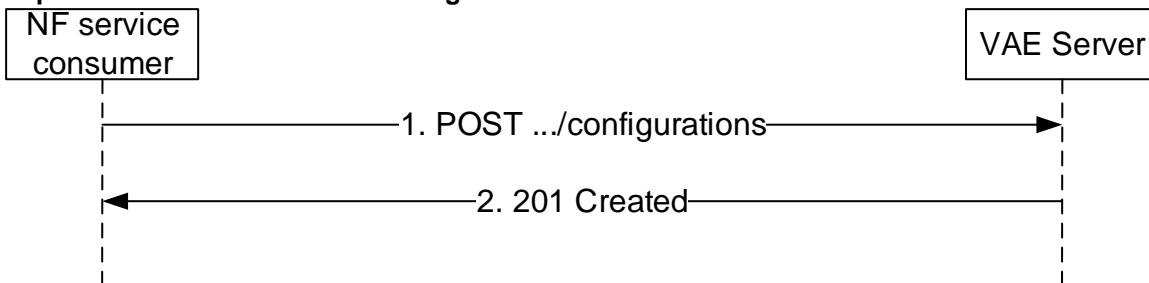 NF service
consumer
VAE Server
1. POST .../configurations
2. 201 Created